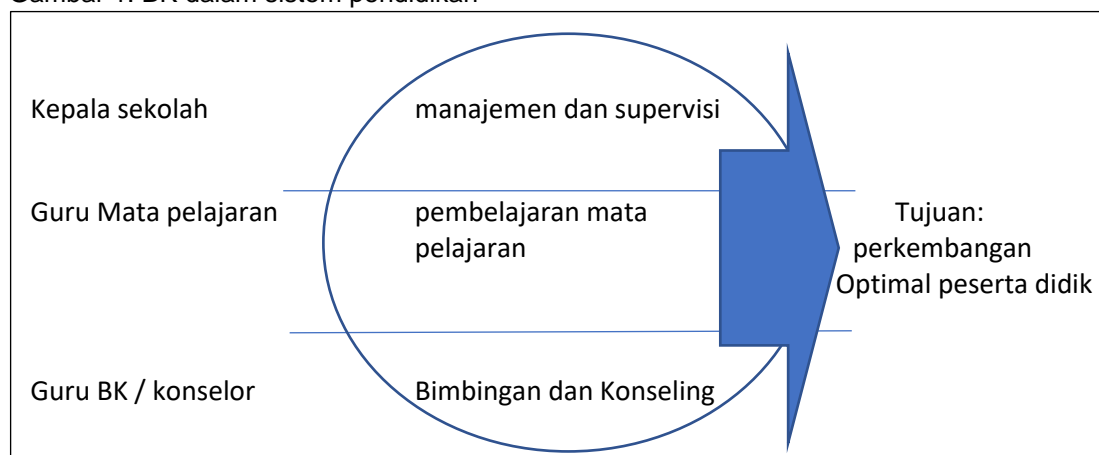 Kepala sekolah manajemen dan supervisi
Guru Mata pelajaran pembelajaran mata
pelajaran
Tujuan:
perkembangan
Optimal peserta didik
Guru BK / konselor Bimbingan dan Konseling